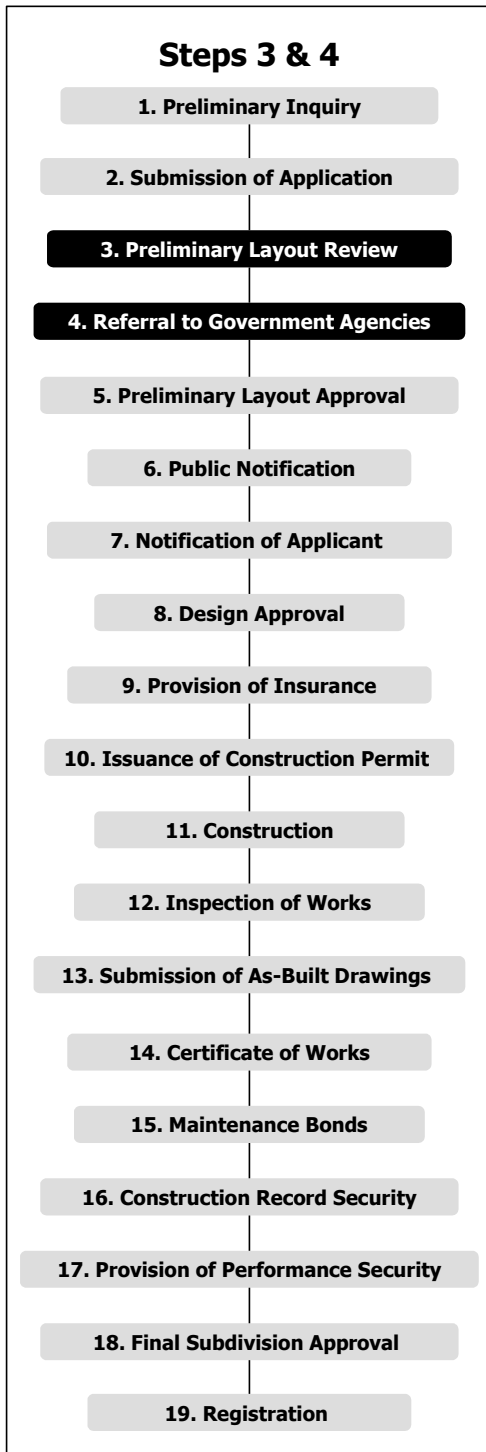 Steps 3 & 4
1. Preliminary Inquiry
2. Submission of Application
3. Preliminary Layout Review
4. Referral to Government Agencies
5. Preliminary Layout Approval
6. Public Notification
7. Notification of Applicant
8. Design Approval
9. Provision of Insurance
10. Issuance of Construction Permit
11. Construction
12. Inspection of Works
13. Submission of As-Built Drawings
14. Certificate of Works
15. Maintenance Bonds
16. Construction Record Security
17. Provision of Performance Security
18. Final Subdivision Approval
19. Registration